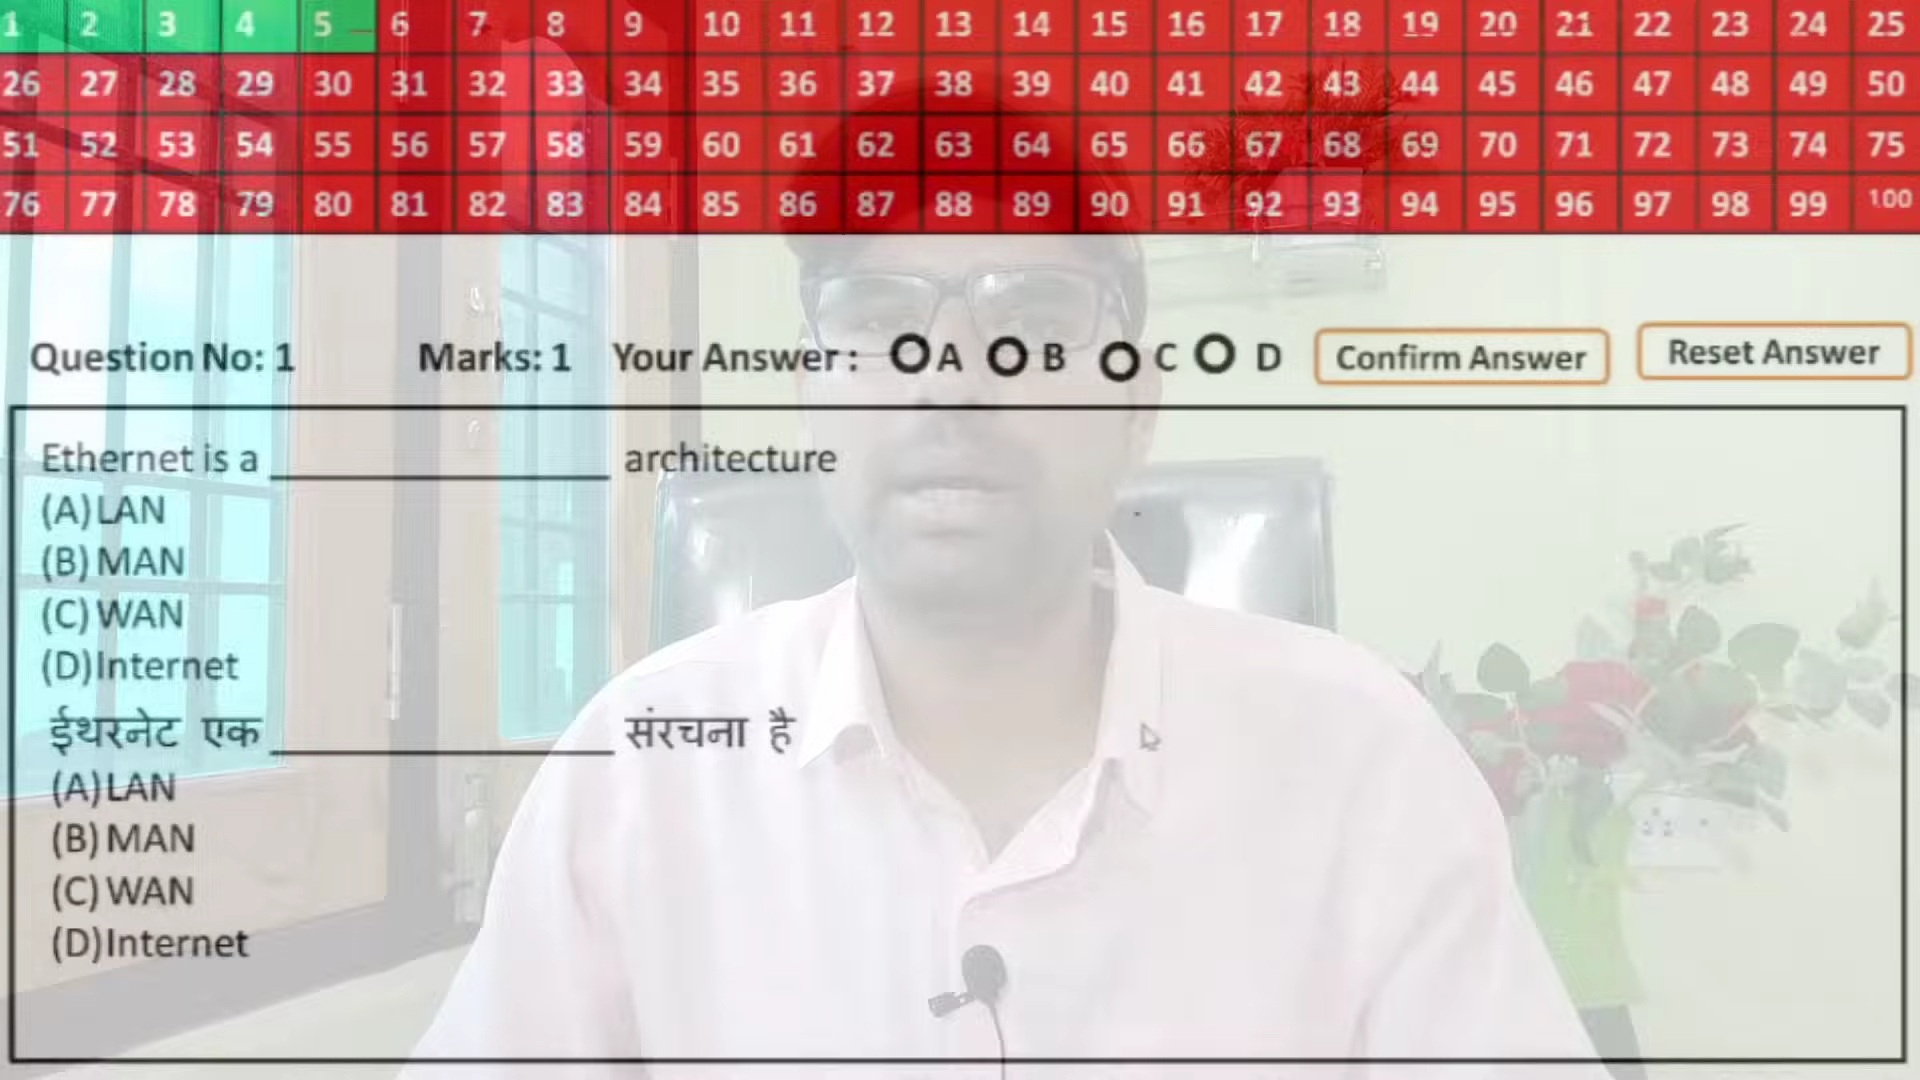 1 2 3 4 5 6 7 8 9 10 11 12 13 14 15 16 17 18 19 20 21 22 23 24 25
26 27 28 29 30 31 32 33 34 35 36 37 38 39 40 41 42 43 44 45 46 47 48 49 50
51 52 53 54 55 56 57 58 59 60 61 62 63 64 65 66 67 68 69 70 71 72 73 74 75
76 77 78 79 80 81 82 83 84 85 86 87 88 89 90 91 92 93 94 95 96 97 98 99 100
Question No: 1 Marks: 1 Your Answer : A B C D Confirm Answer Reset Answer
Ethernet is a ________________ architecture
(A) LAN
(B) MAN
(C) WAN
(D) Internet
ईथरनेट एक ________________ संरचना है
(A) LAN
(B) MAN
(C) WAN
(D) Internet